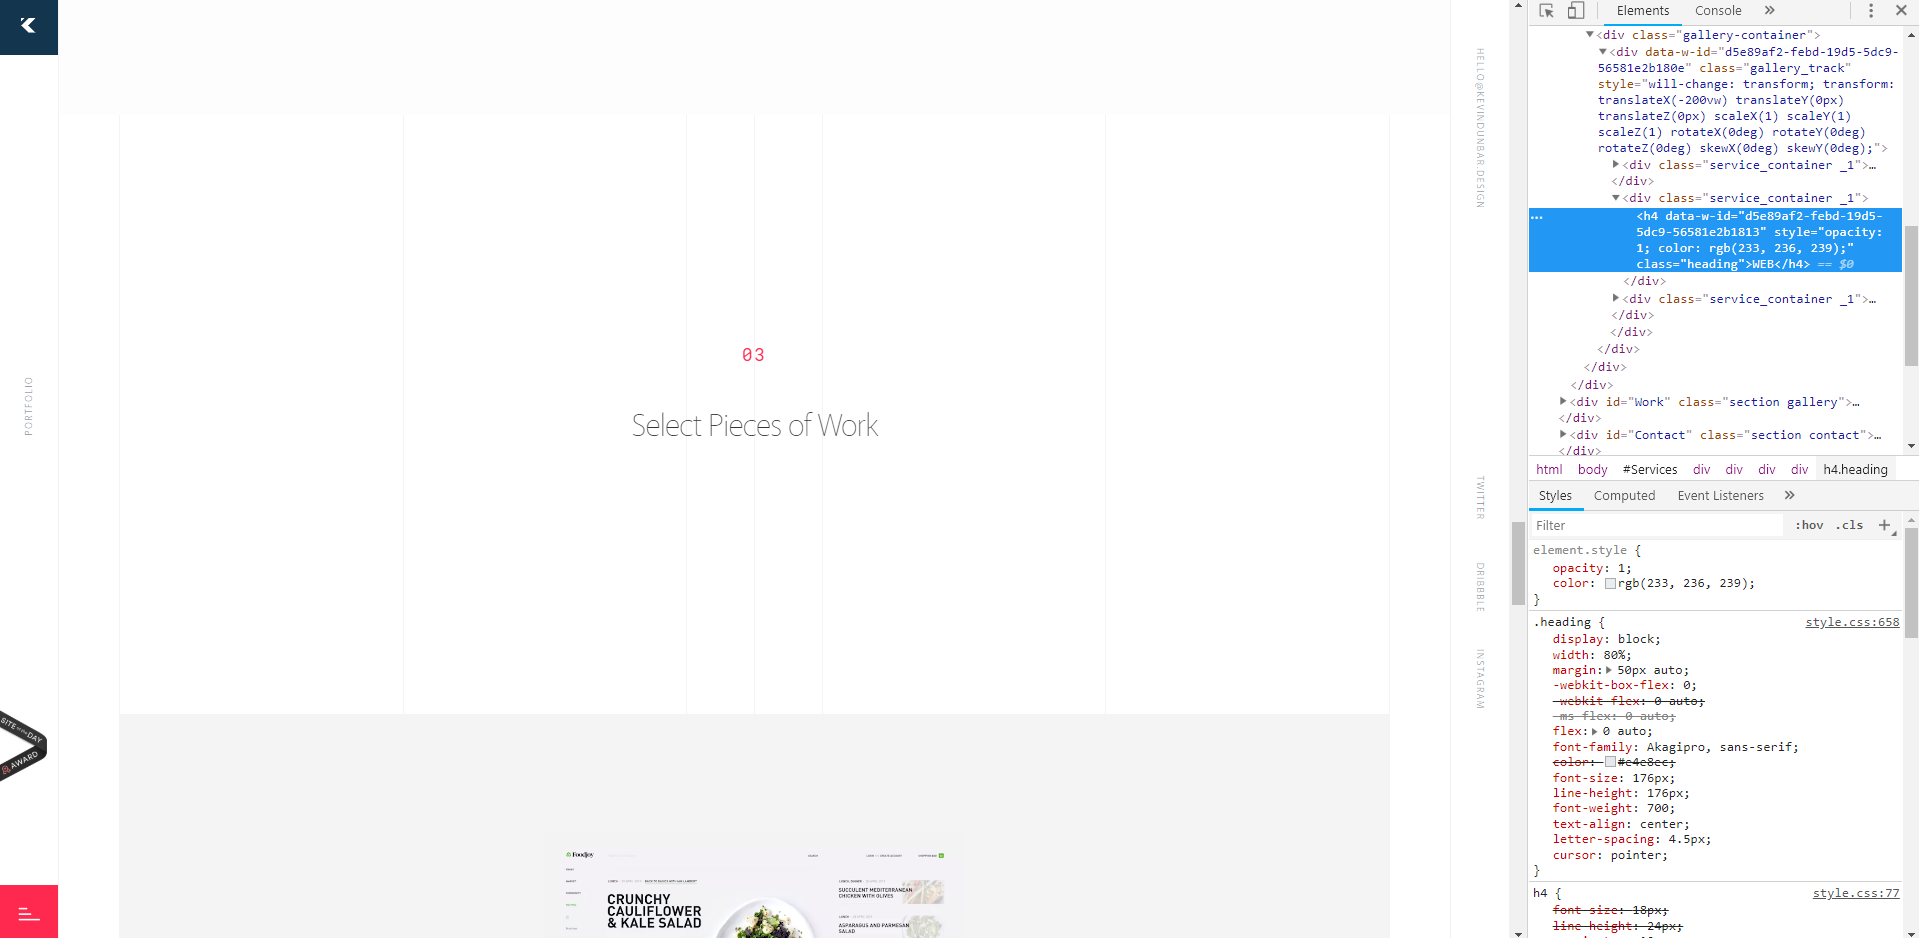 PORTFOLIO
SITE of the DAY
AWARD
03
Select Pieces of Work
Foodjoy
SEARCH
CRUNCHY
CAULIFLOWER
& KALE SALAD
SUCCULENT MEDITERRANEAN
CHICKEN WITH OLIVES
ASPARAGUS AND PARMESAN
SALAD
HELLO@KEVINDUNBAR.DESIGN
TWITTER
DRIBBBLE
INSTAGRAM
Elements Console »
<div class="gallery-container">
<div data-w-id="d5e89af2-febd-19d5-5dc9-
56581e2b180e" class="gallery_track"
style="will-change: transform; transform:
translateX(-200vw) translateY(0px)
translateZ(0px) scaleX(1) scaleY(1)
scaleZ(1) rotateX(0deg) rotateY(0deg)
rotateZ(0deg) skewX(0deg) skewY(0deg);">
<div class="service_container _1">…
</div>
<div class="service_container _1">
… <h4 data-w-id="d5e89af2-febd-19d5-
5dc9-56581e2b1813" style="opacity:
1; color: rgb(233, 236, 239);"
class="heading">WEB</h4> == $0
</div>
<div class="service_container _1">…
</div>
</div>
</div>
</div>
</div>
<div id="Work" class="section gallery">…
</div>
<div id="Contact" class="section contact">…
</div>
html body #Services div div div div h4.heading
Styles Computed Event Listeners »
Filter :hov .cls +
element.style {
opacity: 1;
color: rgb(233, 236, 239);
}
.heading { style.css:658
display: block;
width: 80%;
margin: 50px auto;
-webkit-box-flex: 0;
-webkit-flex: 0 auto;
-ms-flex: 0 auto;
flex: 0 auto;
font-family: Akagipro, sans-serif;
color: #e4e8ec;
font-size: 176px;
line-height: 176px;
font-weight: 700;
text-align: center;
letter-spacing: 4.5px;
cursor: pointer;
}
h4 { style.css:77
font-size: 18px;
line-height: 24px;